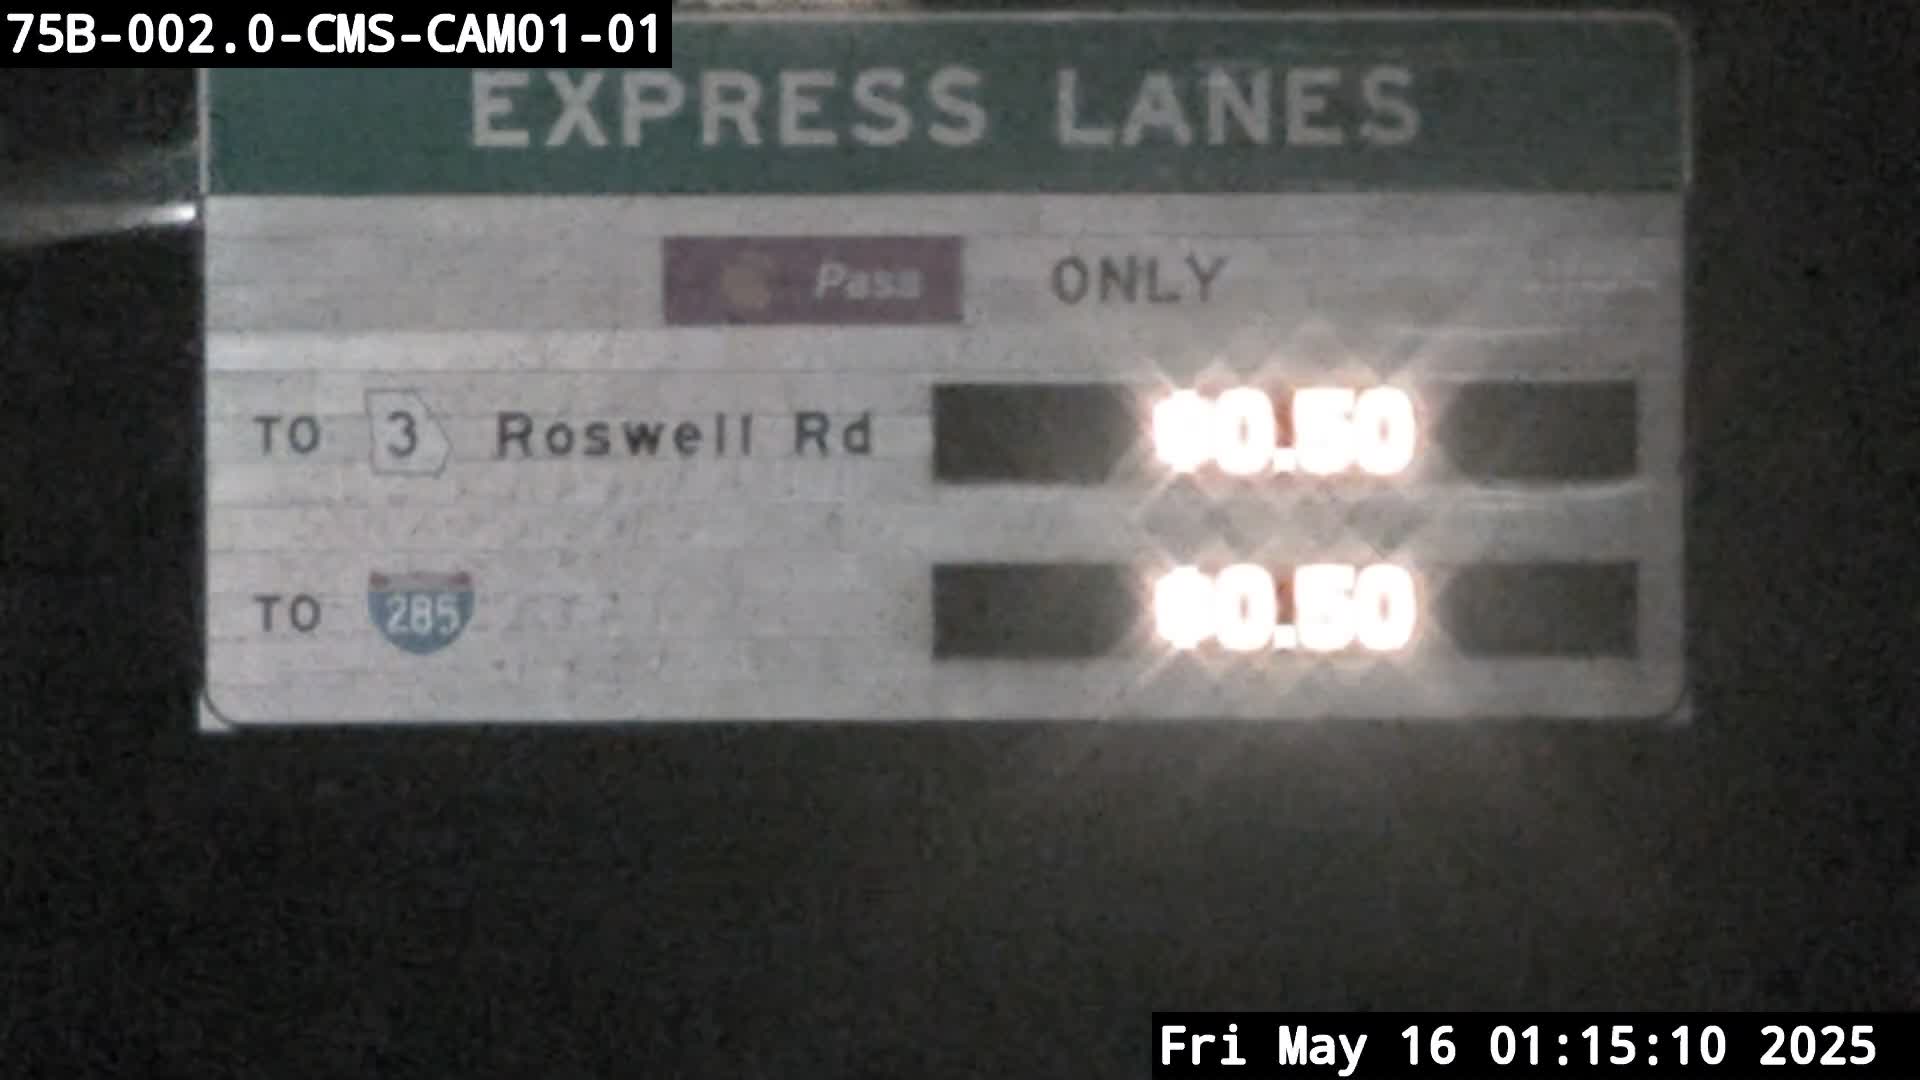 75B-002.0-CMS-CAM01-01
EXPRESS LANES
Pass ONLY
TO 3 Roswell Rd $0.50
TO 285 $0.50
Fri May 16 01:15:10 2025